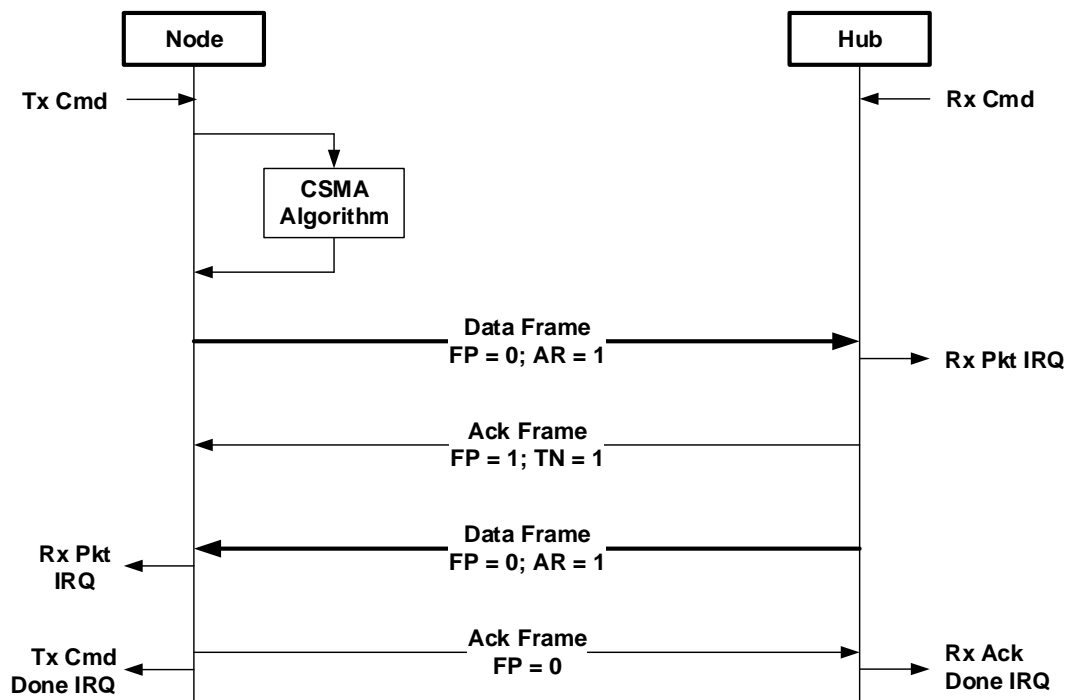 Node
Hub
Tx Cmd
Rx Cmd
CSMA
Algorithm
Data Frame
FP = 0; AR = 1
Rx Pkt IRQ
Ack Frame
FP = 1; TN = 1
Data Frame
FP = 0; AR = 1
Rx Pkt
IRQ
Ack Frame
FP = 0
Tx Cmd
Done IRQ
Rx Ack
Done IRQ